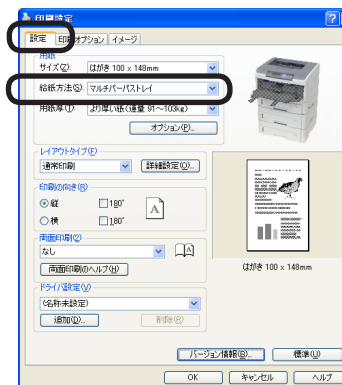 印刷設定
設定 印刷オプション イメージ
用紙
サイズ(Z): はがき 100 x 148mm
給紙方法(S): マルチパーパストレイ
用紙厚(T): より厚い紙(連量 91～103kg)
オプション(P)...
レイアウトタイプ(F)
通常印刷 詳細設定(O)...
印刷の向き(R)
縦 180°
横 180°
A
両面印刷(2)
なし
両面印刷のヘルプ(H)
はがき 100 x 148mm
ドライバ設定(V)
(名称未設定)
追加(D)... 削除(R)
バージョン情報(B)... 標準(U)
OK キャンセル ヘルプ